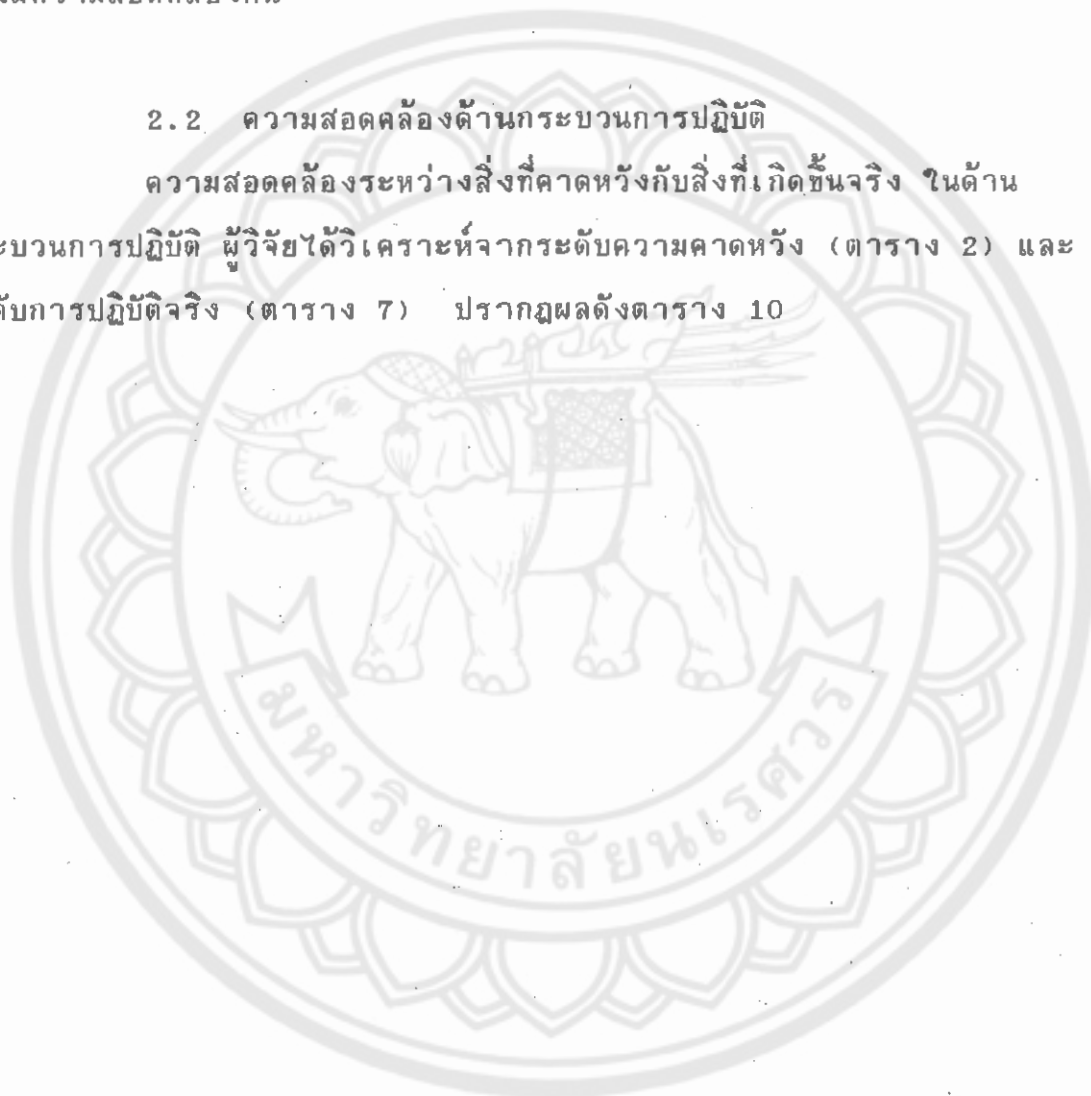 2.2 ความสอดคล้องด้านกระบวนการปฏิบัติ
ความสอดคล้องระหว่างสิ่งที่คาดหวังกับสิ่งที่เกิดขึ้นจริง ในด้าน
ะบวนการปฏิบัติ ผู้วิจัยได้วิเคราะห์จากระดับความคาดหวัง (ตาราง 2) และ
ับการปฏิบัติจริง (ตาราง 7) ปรากฏผลดังตาราง 10
มหาวิทยาลัยนเรศวร